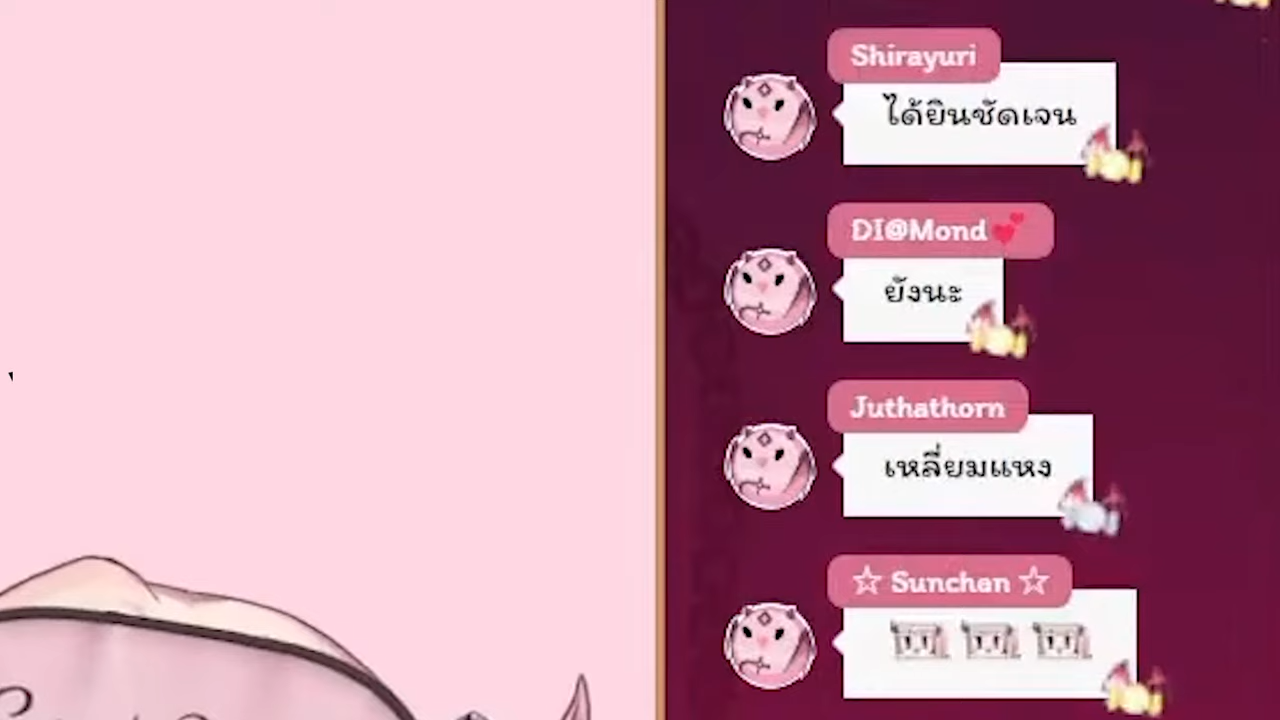 Shirayuri
ได้ยินชัดเจน
DI@Mond💕
ยังนะ
Juthathorn
เหลี่ยมแหง
☆ Sunchan ☆